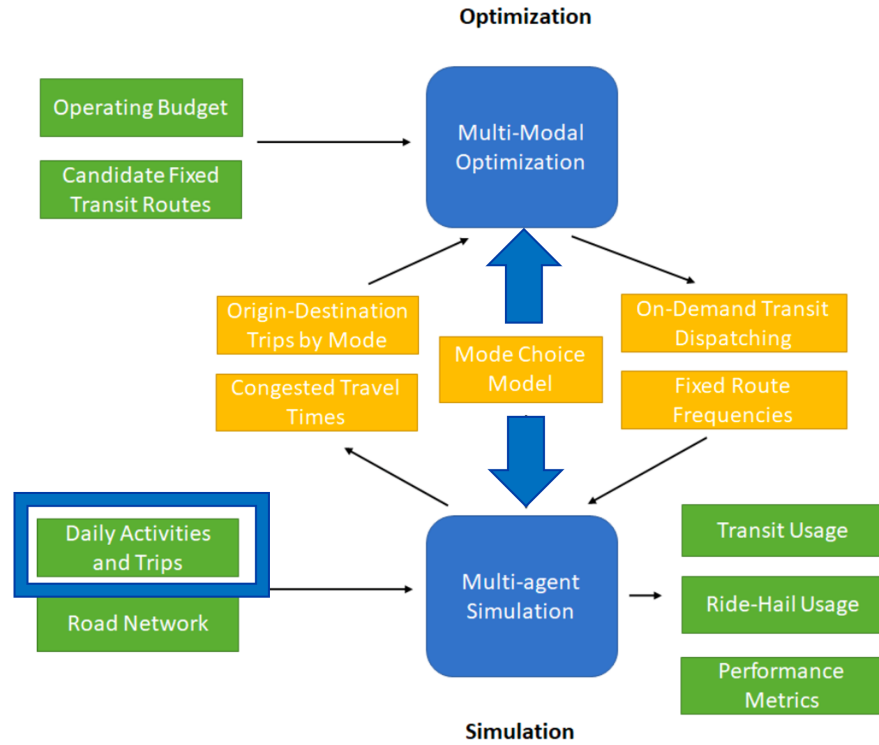 Optimization
Operating Budget
Candidate Fixed
Transit Routes
Multi-Modal
Optimization
Origin-Destination
Trips by Mode
Congested Travel
Times
Mode Choice
Model
On-Demand Transit
Dispatching
Fixed Route
Frequencies
Daily Activities
and Trips
Road Network
Multi-agent
Simulation
Transit Usage
Ride-Hail Usage
Performance
Metrics
Simulation